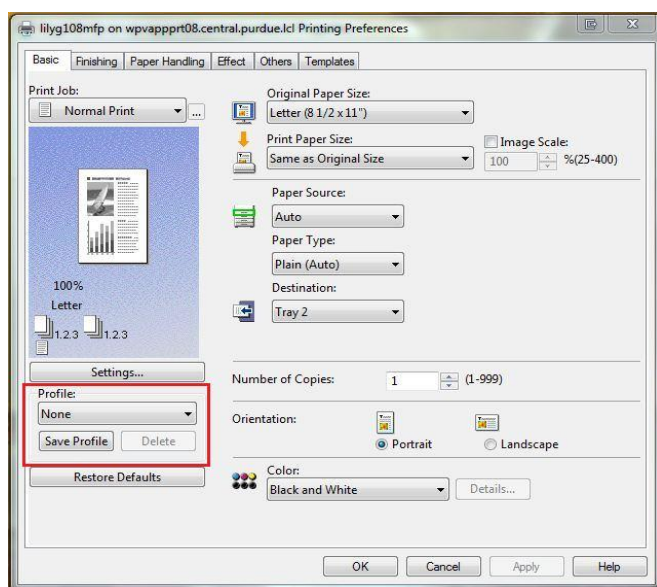 lilyg108mfp on wpvappprt08.central.purdue.lcl Printing Preferences
Basic Finishing Paper Handling Effect Others Templates
Print Job:
Normal Print ...
100%
Letter
1.2.3 1.2.3
Settings...
Profile:
None
Save Profile Delete
Restore Defaults
Original Paper Size:
Letter (8 1/2 x 11")
Print Paper Size:
Same as Original Size
Image Scale:
100 %(25-400)
Paper Source:
Auto
Paper Type:
Plain (Auto)
Destination:
Tray 2
Number of Copies: 1 (1-999)
Orientation:
Portrait Landscape
Color:
Black and White Details...
OK Cancel Apply Help